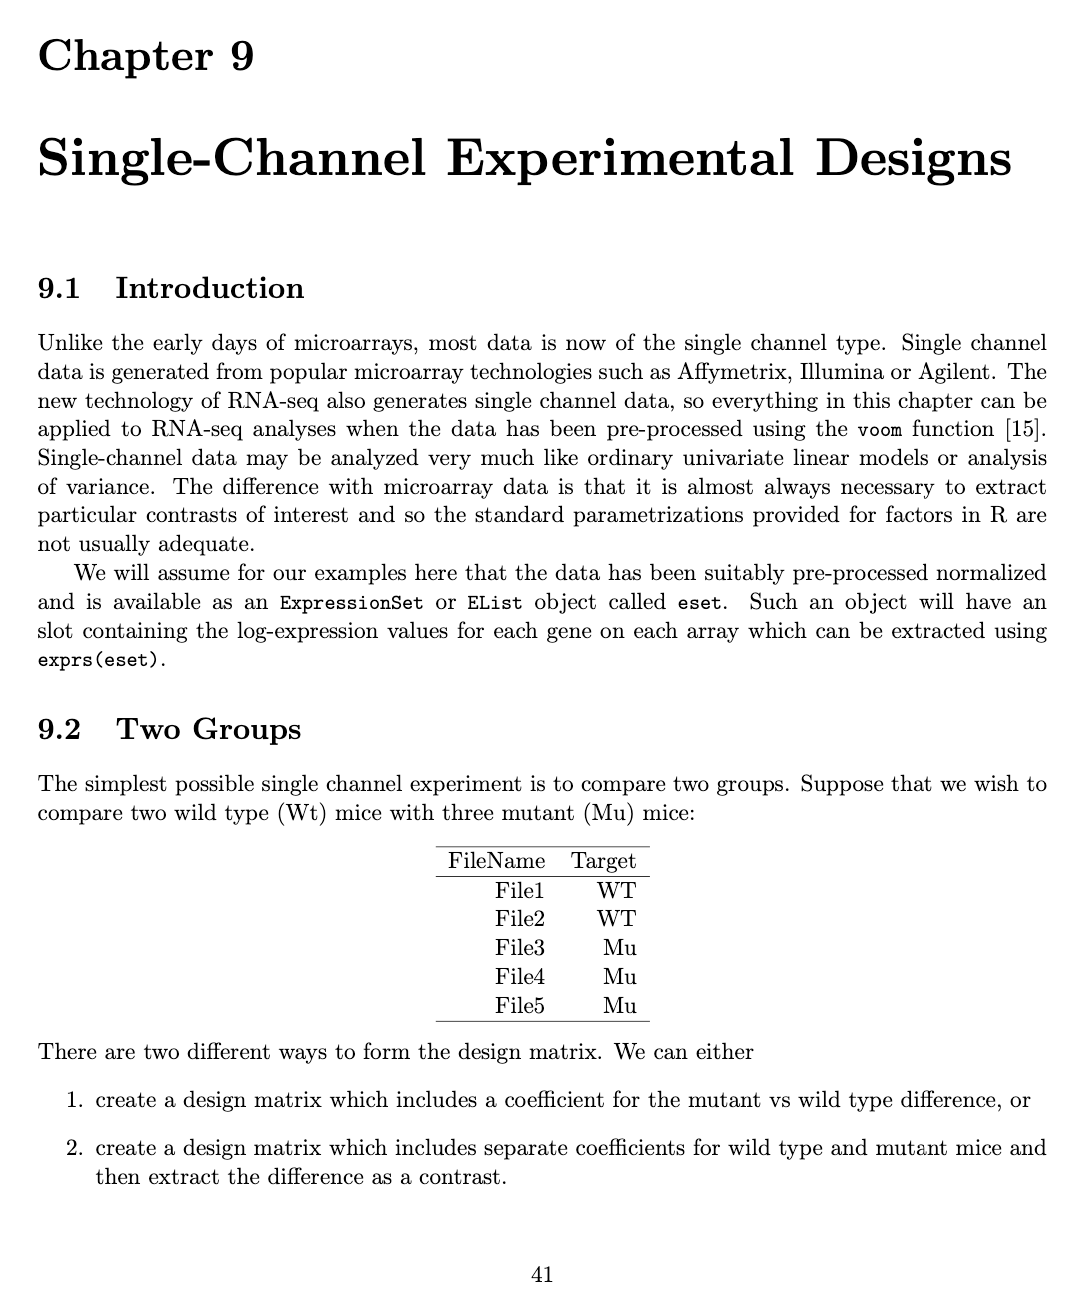 Chapter 9
Single-Channel Experimental Designs
9.1 Introduction
Unlike the early days of microarrays, most data is now of the single channel type. Single channel
data is generated from popular microarray technologies such as Affymetrix, Illumina or Agilent. The
new technology of RNA-seq also generates single channel data, so everything in this chapter can be
applied to RNA-seq analyses when the data has been pre-processed using the voom function [15].
Single-channel data may be analyzed very much like ordinary univariate linear models or analysis
of variance. The difference with microarray data is that it is almost always necessary to extract
particular contrasts of interest and so the standard parametrizations provided for factors in R are
not usually adequate.
We will assume for our examples here that the data has been suitably pre-processed normalized
and is available as an ExpressionSet or EList object called eset. Such an object will have an
slot containing the log-expression values for each gene on each array which can be extracted using
exprs(eset).
9.2 Two Groups
The simplest possible single channel experiment is to compare two groups. Suppose that we wish to
compare two wild type (Wt) mice with three mutant (Mu) mice:
FileName Target
File1 WT
File2 WT
File3 Mu
File4 Mu
File5 Mu
There are two different ways to form the design matrix. We can either
1. create a design matrix which includes a coefficient for the mutant vs wild type difference, or
2. create a design matrix which includes separate coefficients for wild type and mutant mice and
then extract the difference as a contrast.
41